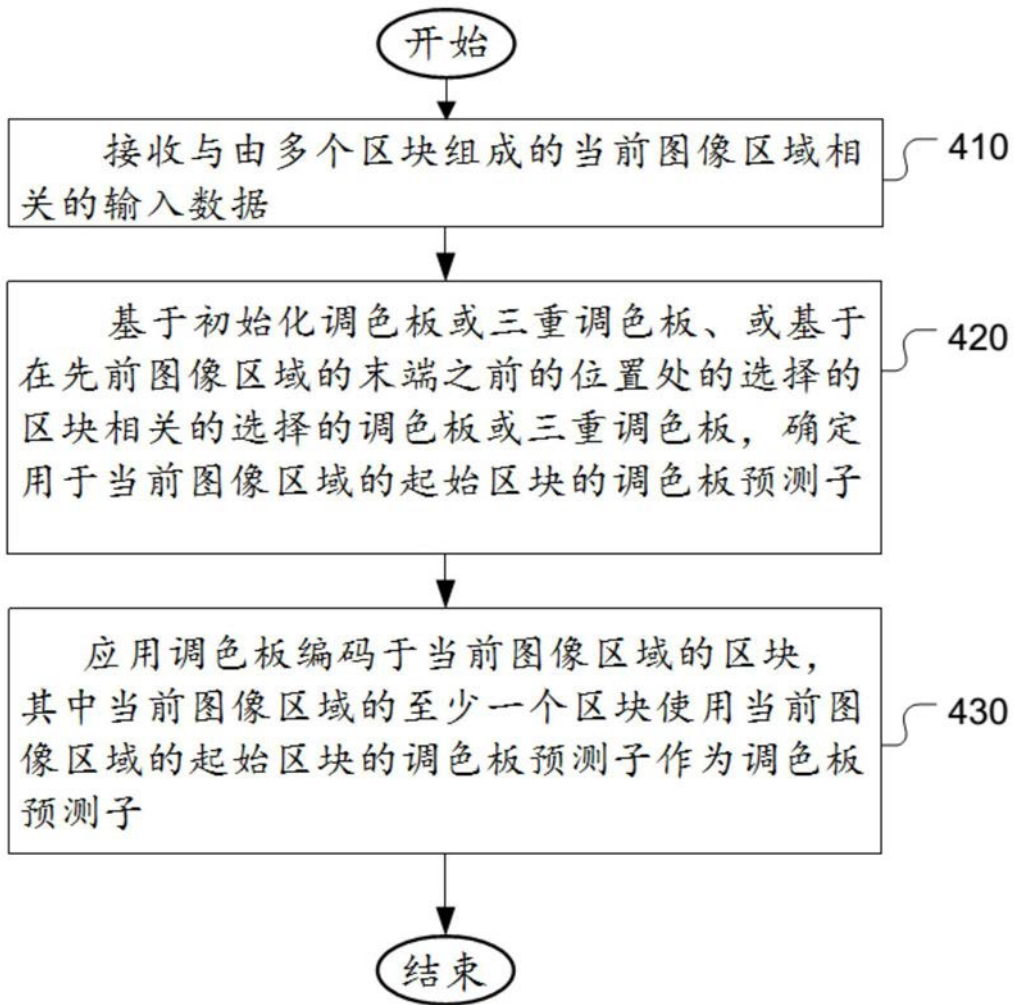 开始
接收与由多个区块组成的当前图像区域相
关的输入数据
410
基于初始化调色板或三重调色板、或基于
在先前图像区域的末端之前的位置处的选择的
区块相关的选择的调色板或三重调色板，确定
用于当前图像区域的起始区块的调色板预测子
420
应用调色板编码于当前图像区域的区块，
其中当前图像区域的至少一个区块使用当前图
像区域的起始区块的调色板预测子作为调色板
预测子
430
结束